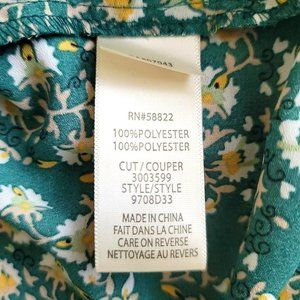 RN#58822
100%POLYESTER
100%POLYESTER
CUT/COUPER
3003599
STYLE/STYLE
9708D33
MADE IN CHINA
FAIT DANS LA CHINE
CARE ON REVERSE
NETTOYAGE AU REVERS